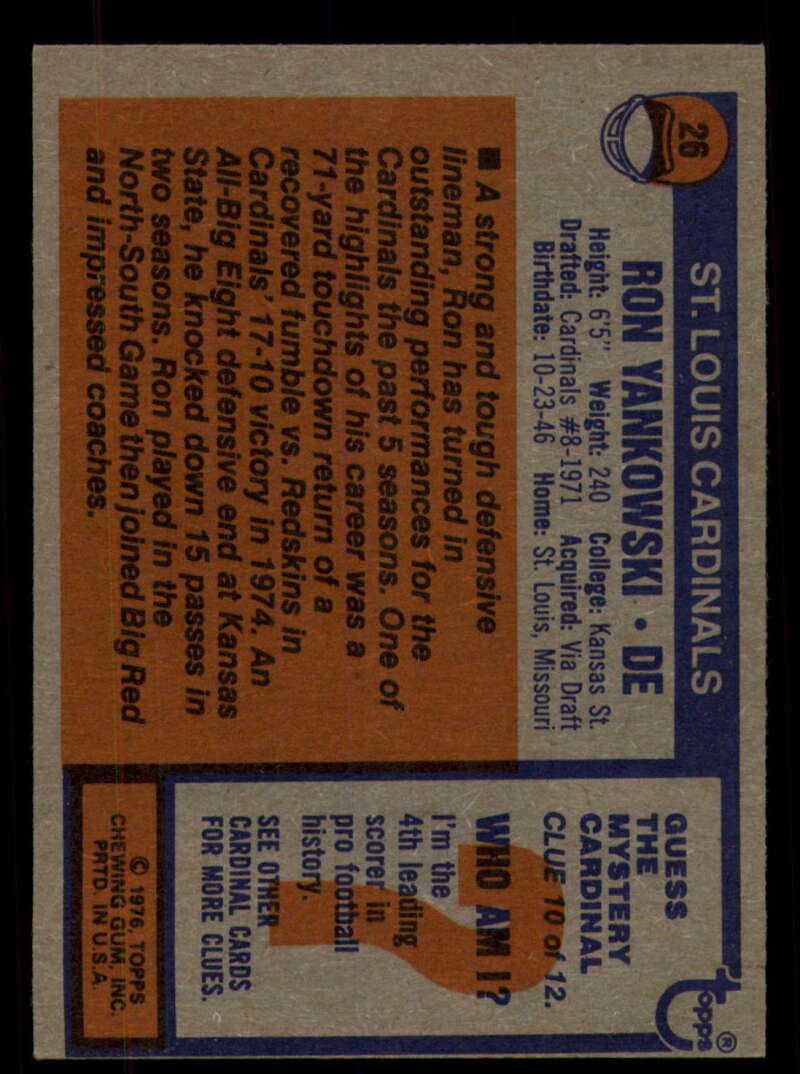 26
ST. LOUIS CARDINALS
RON YANKOWSKI • DE
Height: 6'5" Weight: 240 College: Kansas St.
Drafted: Cardinals #8-1971 Acquired: Via Draft
Birthdate: 10-23-46 Home: St. Louis, Missouri
■ A strong and tough defensive
lineman, Ron has turned in
outstanding performances for the
Cardinals the past 5 seasons. One of
the highlights of his career was a
71-yard touchdown return of a
recovered fumble vs. Redskins in
Cardinals' 17-10 victory in 1974. An
All-Big Eight defensive end at Kansas
State, he knocked down 15 passes in
two seasons. Ron played in the
North-South Game then joined Big Red
and impressed coaches.
topps®
GUESS
THE
MYSTERY
CARDINAL
CLUE 10 of 12.
WHO AM I?
I'm the
4th leading
scorer in
pro football
history.
SEE OTHER
CARDINAL CARDS
FOR MORE CLUES.
© 1976, TOPPS
CHEWING GUM, INC.
PRTD. IN U.S.A.